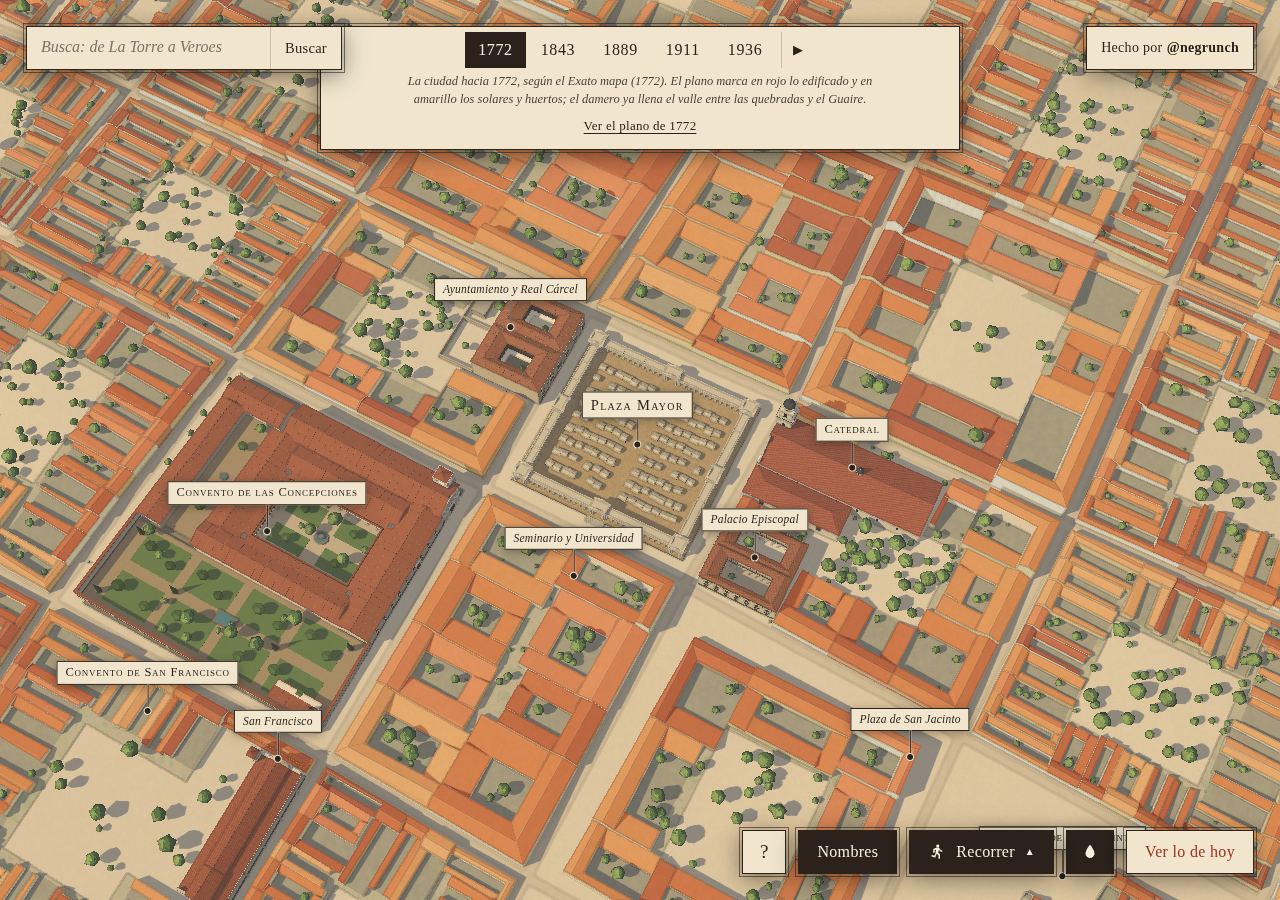 Busca: de La Torre a Veroes
Buscar
1772 1843 1889 1911 1936 ▶
La ciudad hacia 1772, según el Exato mapa (1772). El plano marca en rojo lo edificado y en
amarillo los solares y huertos; el damero ya llena el valle entre las quebradas y el Guaire.
Ver el plano de 1772
Hecho por @negrunch
Ayuntamiento y Real Cárcel
Plaza Mayor
Catedral
Convento de las Concepciones
Palacio Episcopal
Seminario y Universidad
Convento de San Francisco
San Francisco
Plaza de San Jacinto
?
Nombres
Recorrer ▲
Ver lo de hoy